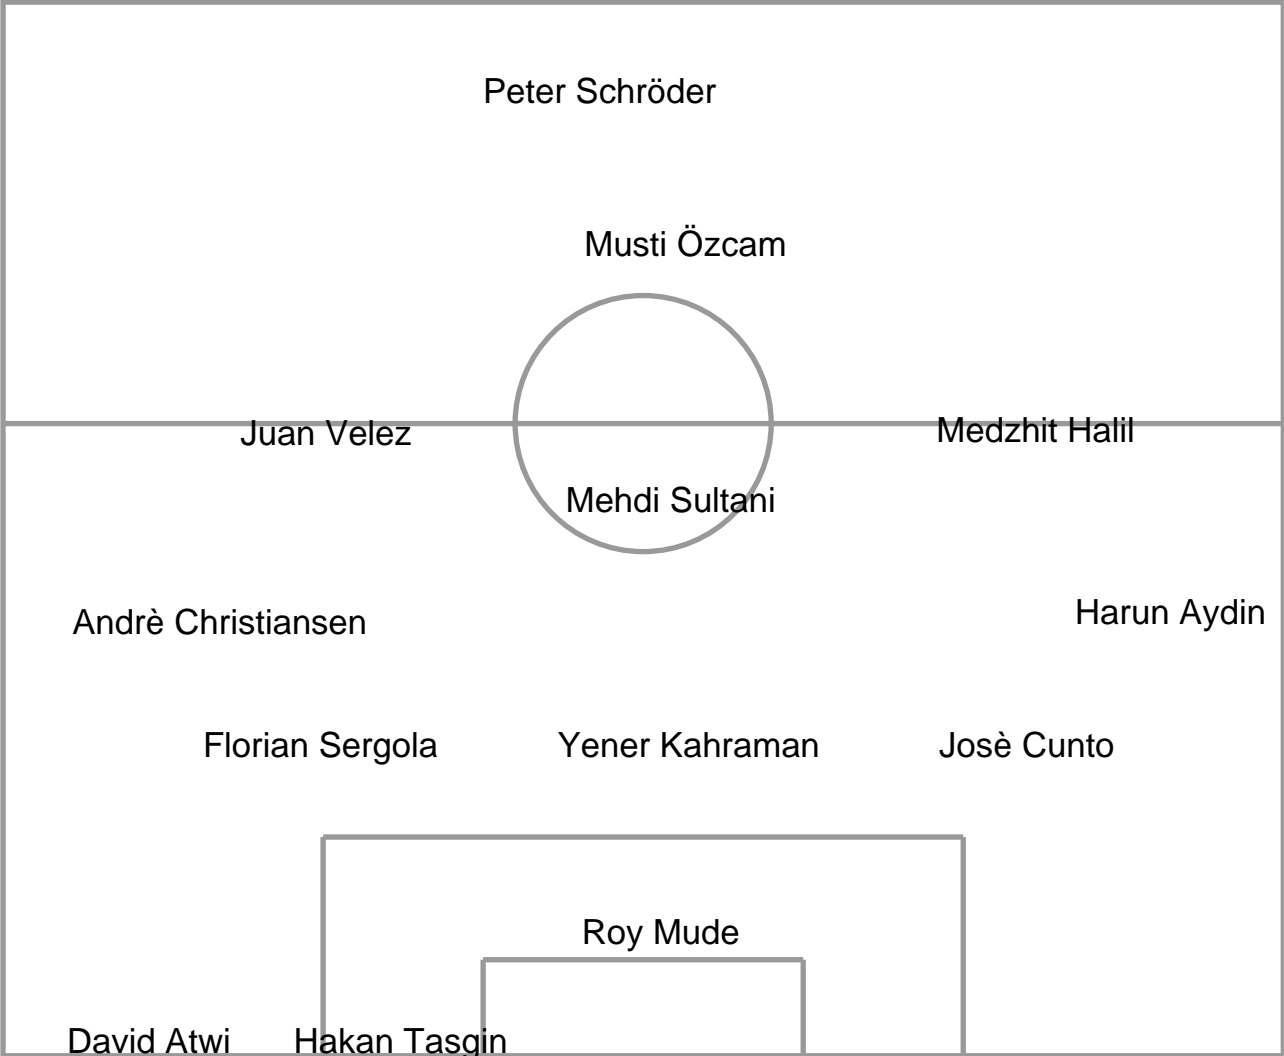 Peter Schröder
Musti Özcam
Juan Velez
Medzhit Halil
Mehdi Sultani
Andrè Christiansen
Harun Aydin
Florian Sergola
Yener Kahraman
Josè Cunto
Roy Mude
David Atwi
Hakan Tasgin